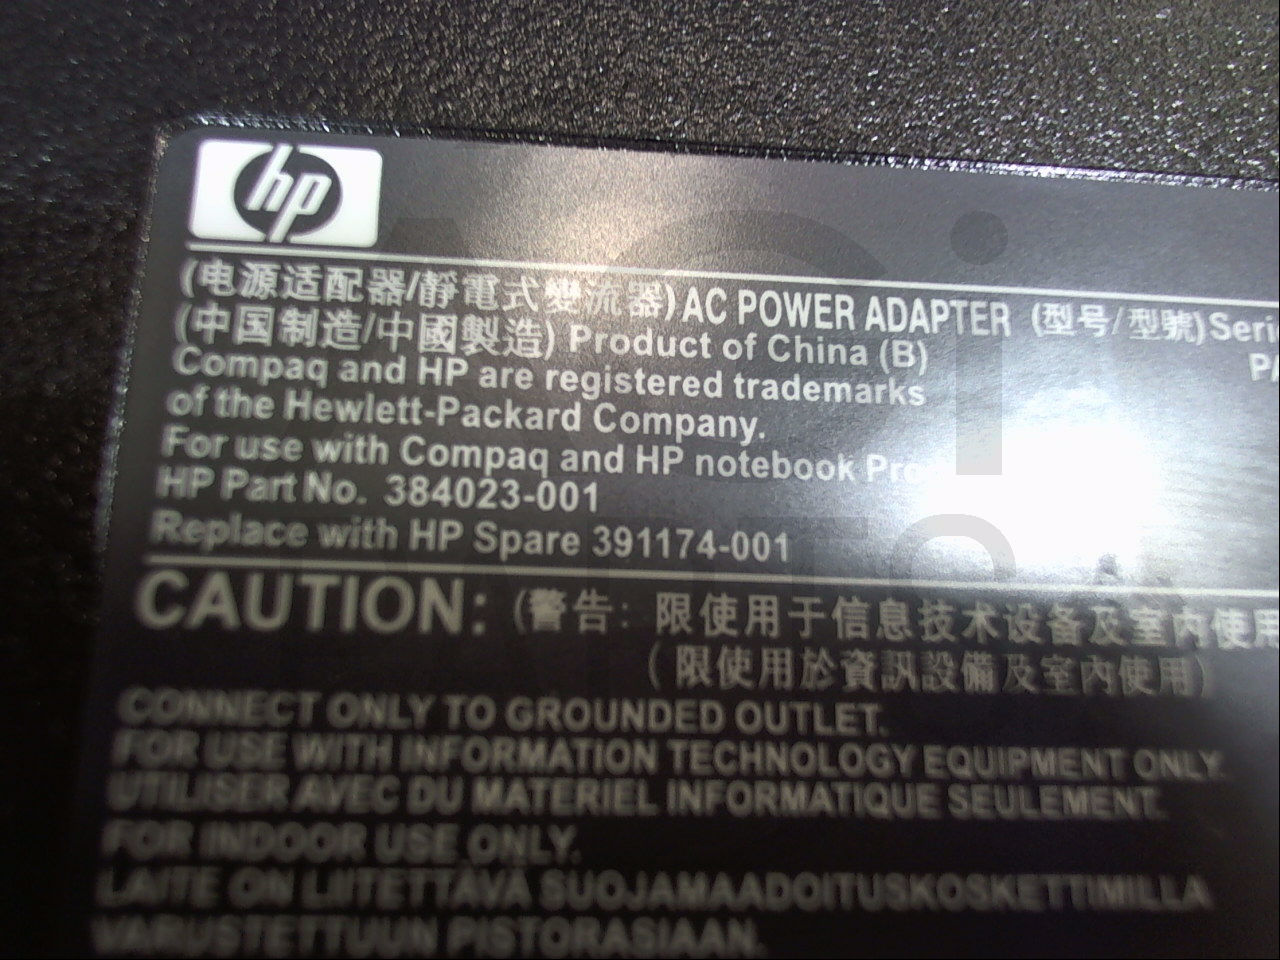 hp
(电源适配器/靜電式變流器)AC POWER ADAPTER (型号/型號)Seri
(中国制造/中國製造) Product of China (B) PA
Compaq and HP are registered trademarks
of the Hewlett-Packard Company.
For use with Compaq and HP notebook Pro
HP Part No. 384023-001
Replace with HP Spare 391174-001
CAUTION: (警告: 限使用于信息技术设备及室内使用
(限使用於資訊設備及室內使用)
CONNECT ONLY TO GROUNDED OUTLET.
FOR USE WITH INFORMATION TECHNOLOGY EQUIPMENT ONLY.
UTILISER AVEC DU MATERIEL INFORMATIQUE SEULEMENT.
FOR INDOOR USE ONLY.
LAITE ON LIITETTÄVÄ SUOJAMAADOITUSKOSKETTIMILLA
VARUSTETTUUN PISTORASIAAN.